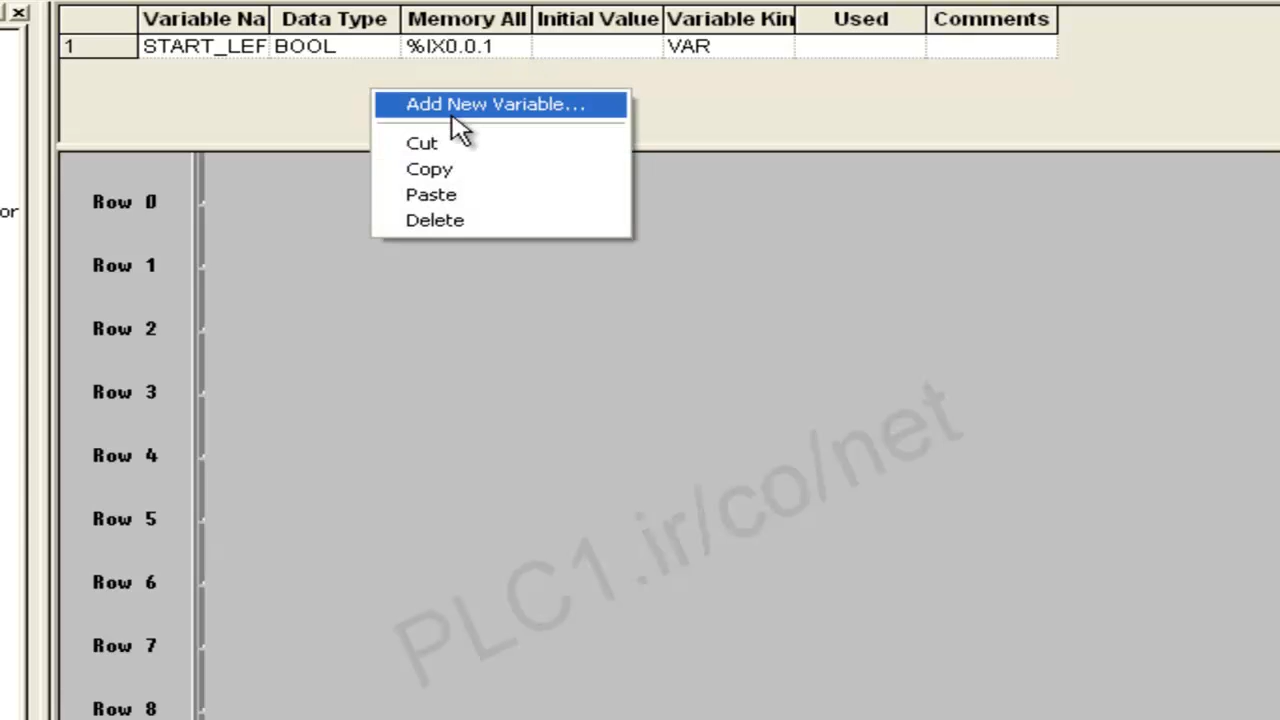 Variable Na Data Type Memory All Initial Value Variable Kin Used Comments
1 START_LEF BOOL %IX0.0.1 VAR
Add New Variable...
Cut
Copy
Paste
Delete
or
Row 0
Row 1
Row 2
Row 3
Row 4
Row 5
Row 6
Row 7
Row 8
PLC1.ir/co/net